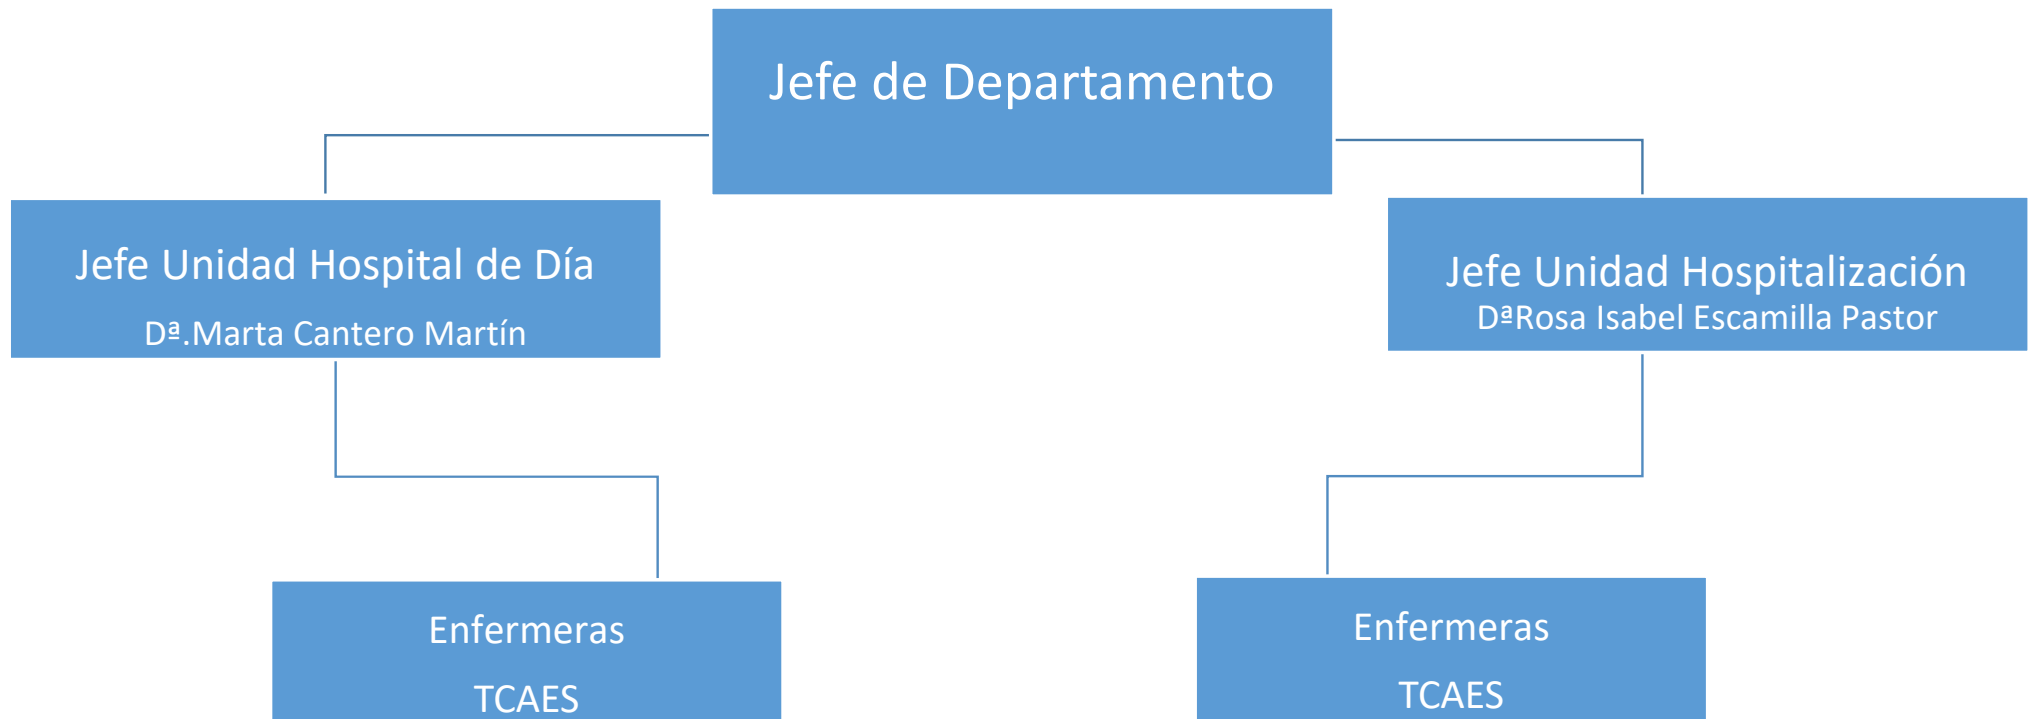 Jefe de Departamento
Jefe Unidad Hospital de Día
Dª.Marta Cantero Martín
Jefe Unidad Hospitalización
DªRosa Isabel Escamilla Pastor
Enfermeras
TCAES
Enfermeras
TCAES